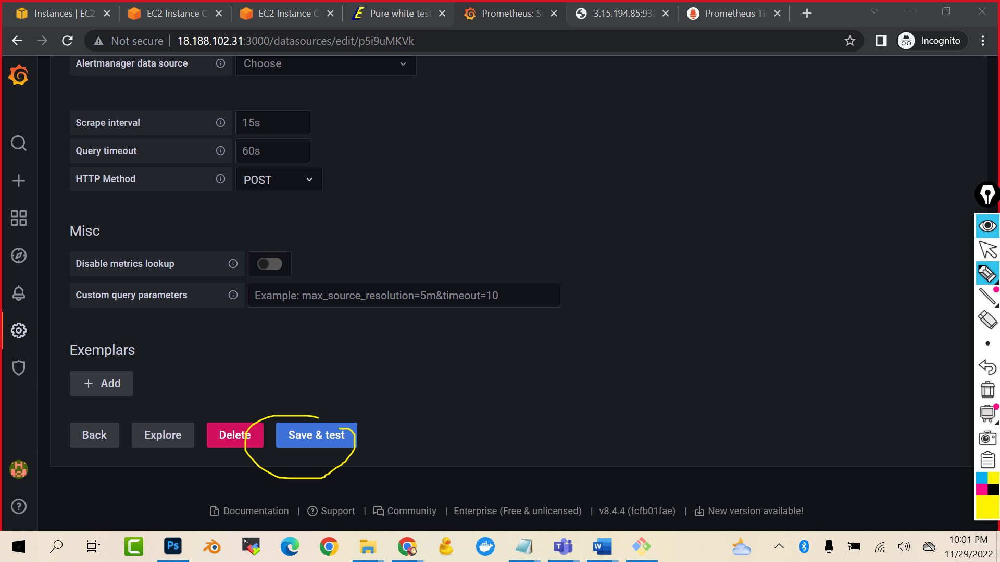 Instances | EC2
EC2 Instance C
EC2 Instance C
Pure white test
Prometheus: Se
3.15.194.85:932
Prometheus Ti
Not secure
18.188.102.31:3000/datasources/edit/p5i9uMKVk
Incognito
Alertmanager data source
Choose
Scrape interval
15s
Query timeout
60s
HTTP Method
POST
Misc
Disable metrics lookup
Custom query parameters
Example: max_source_resolution=5m&timeout=10
Exemplars
+ Add
Back
Explore
Delete
Save & test
Documentation | Support | Community | Enterprise (Free & unlicensed) | v8.4.4 (fcfb01fae) | New version available!
Ps
10:01 PM
11/29/2022